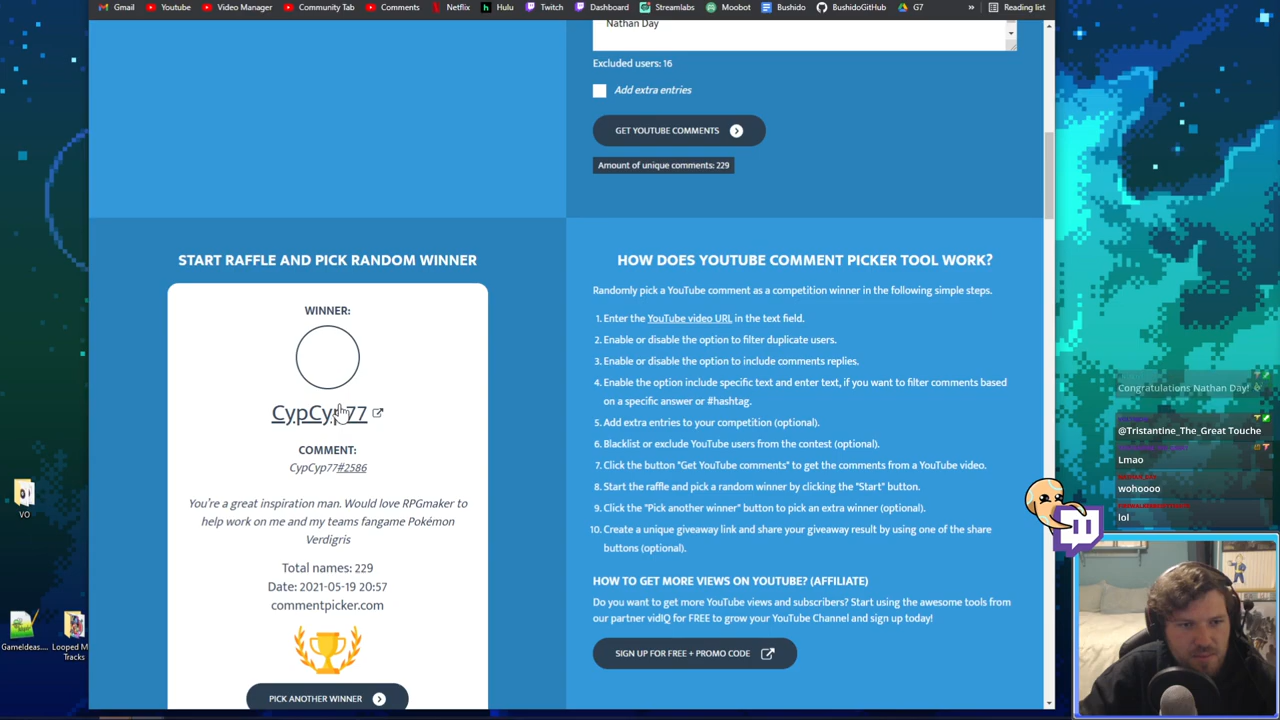 Gmail Youtube Video Manager Community Tab Comments Netflix Hulu Twitch Dashboard Streamlabs Moobot Bushido BushidoGitHub G7 » Reading list
Nathan Day
Excluded users: 16
Add extra entries
GET YOUTUBE COMMENTS
Amount of unique comments: 229
START RAFFLE AND PICK RANDOM WINNER
WINNER:
CypCyp77
COMMENT:
CypCyp77#2586
You're a great inspiration man. Would love RPGmaker to
help work on me and my teams fangame Pokémon
Verdigris
Total names: 229
Date: 2021-05-19 20:57
commentpicker.com
PICK ANOTHER WINNER
HOW DOES YOUTUBE COMMENT PICKER TOOL WORK?
Randomly pick a YouTube comment as a competition winner in the following simple steps.
1. Enter the YouTube video URL in the text field.
2. Enable or disable the option to filter duplicate users.
3. Enable or disable the option to include comments replies.
4. Enable the option include specific text and enter text, if you want to filter comments based
on a specific answer or #hashtag.
5. Add extra entries to your competition (optional).
6. Blacklist or exclude YouTube users from the contest (optional).
7. Click the button "Get YouTube comments" to get the comments from a YouTube video.
8. Start the raffle and pick a random winner by clicking the "Start" button.
9. Click the "Pick another winner" button to pick an extra winner (optional).
10. Create a unique giveaway link and share your giveaway result by using one of the share
buttons (optional).
HOW TO GET MORE VIEWS ON YOUTUBE? (AFFILIATE)
Do you want to get more YouTube views and subscribers? Start using the awesome tools from
our partner vidIQ for FREE to grow your YouTube Channel and sign up today!
SIGN UP FOR FREE + PROMO CODE
Congratulations Nathan Day!
@Tristantine_The_Great Touche
Lmao
wohoooo
lol
VO
GameIdeas....
Looped M...
Tracks